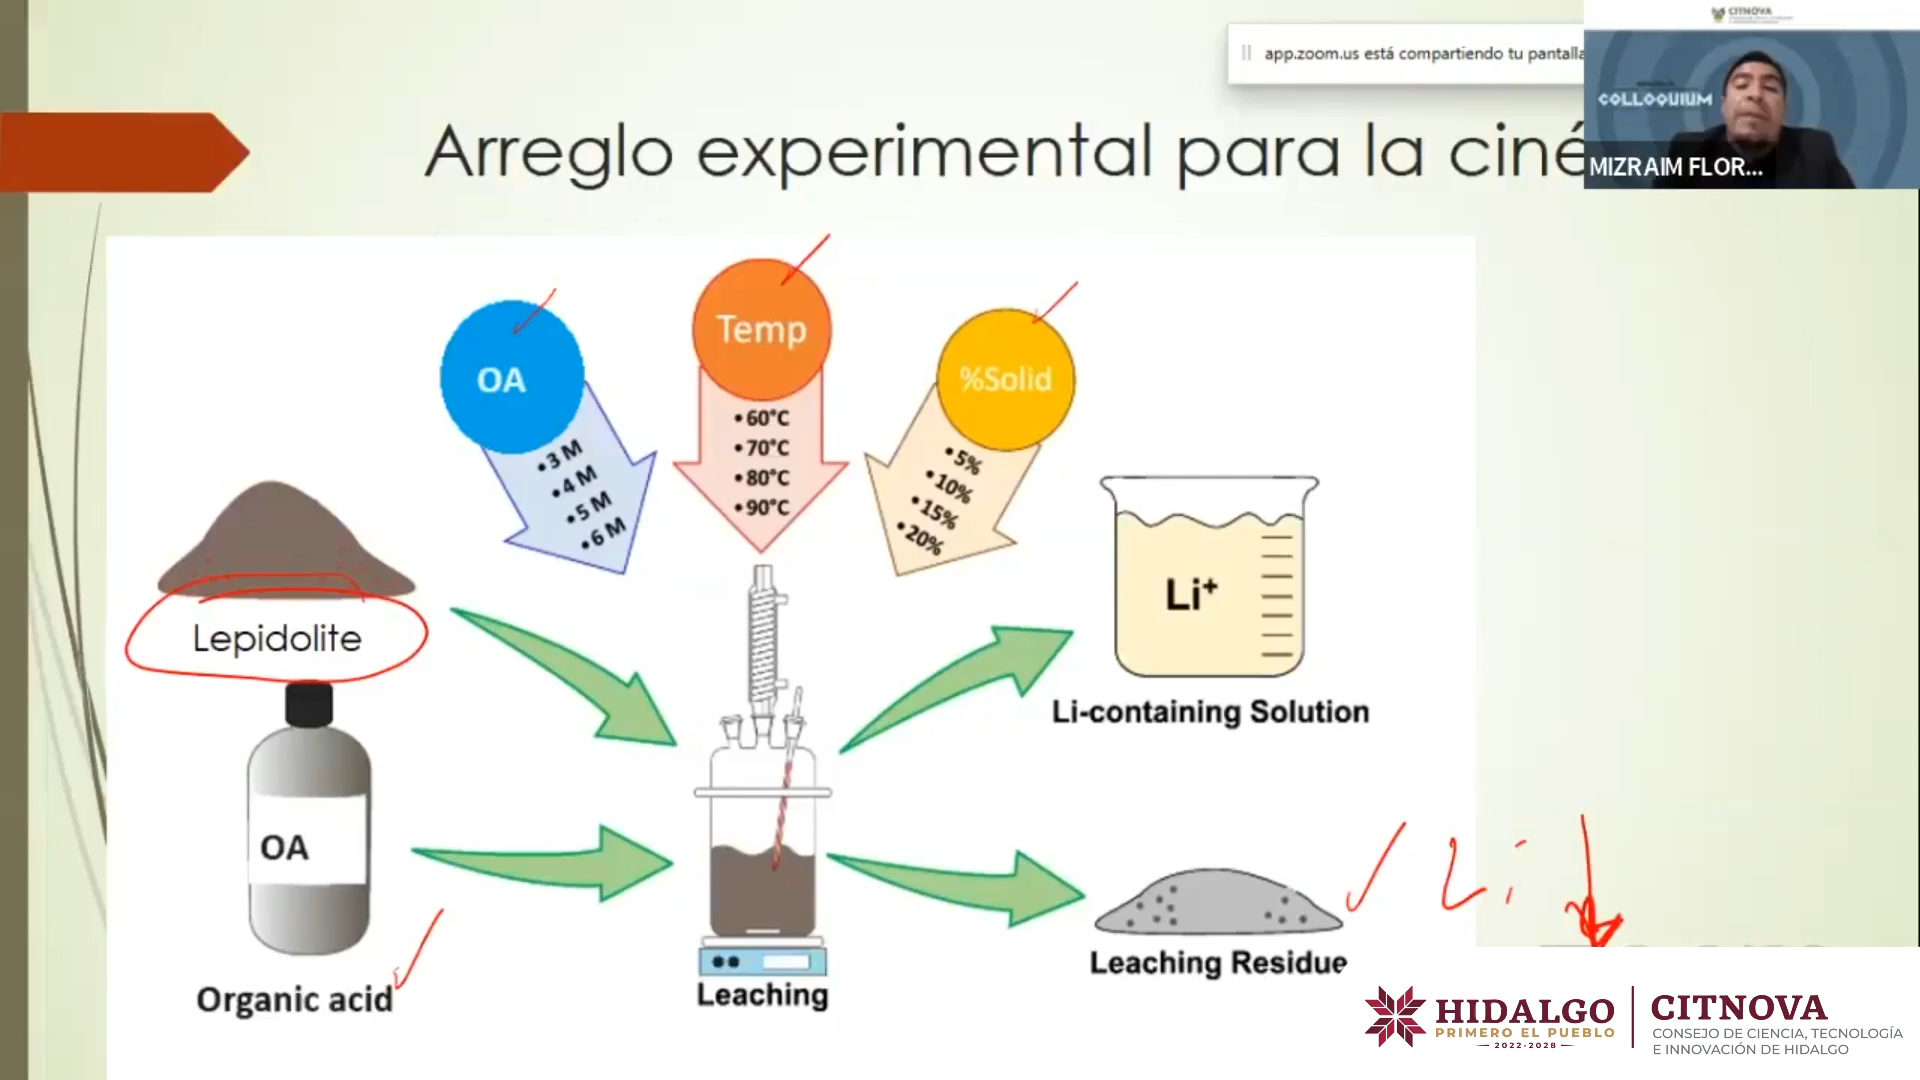 app.zoom.us está compartiendo tu pantalla
CITNOVA
COLLOQUIUM
MIZRAIM FLOR...
Arreglo experimental para la ciné
OA
• 3 M
• 4 M
• 5 M
• 6 M
Temp
• 60°C
• 70°C
• 80°C
• 90°C
%Solid
• 5%
• 10%
• 15%
• 20%
Lepidolite
Li+
Li-containing Solution
OA
Organic acid
Leaching
Leaching Residue
Li
HIDALGO
PRIMERO EL PUEBLO
2022-2028
CITNOVA
CONSEJO DE CIENCIA, TECNOLOGÍA
E INNOVACIÓN DE HIDALGO